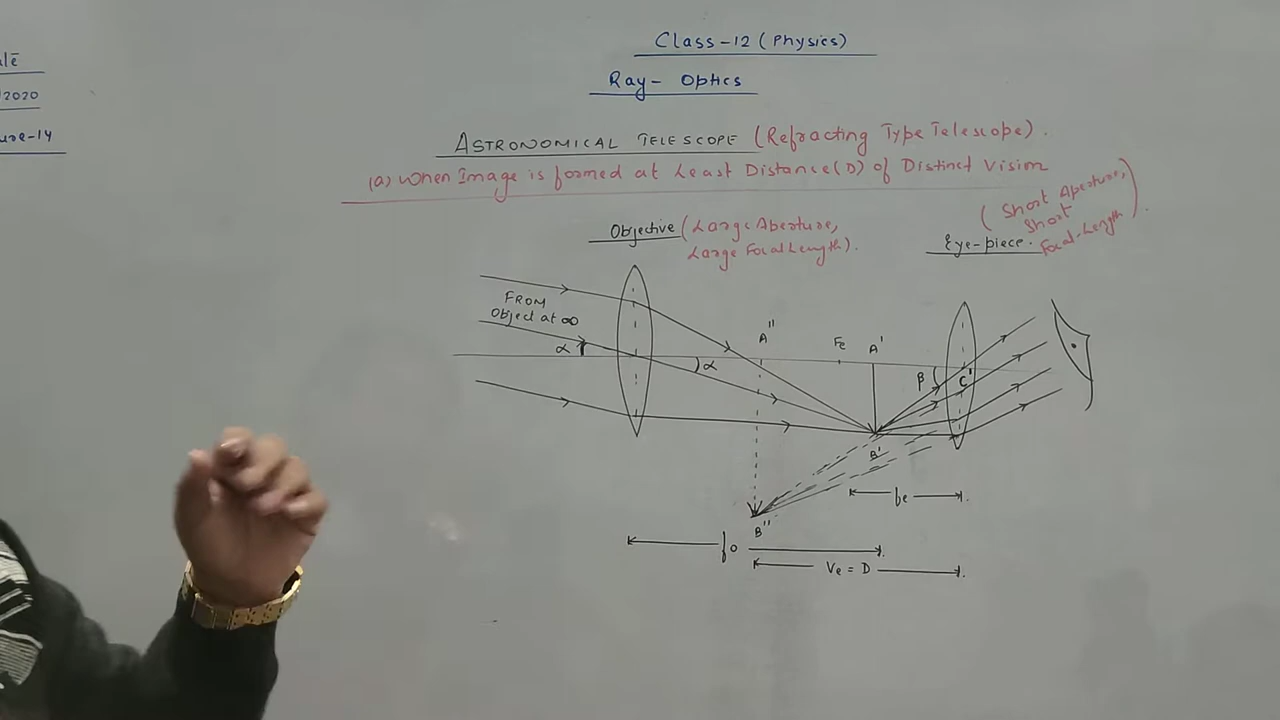 Class-12 (Physics)
Ray- Optics
/2020
ure-14
ASTRONOMICAL TELESCOPE (Refracting Type Telescope).
(a) When Image is formed at Least Distance (D) of Distinct Vision
Objective (Large Aperture,
Large Focal Length).
Eye-piece.
(Short Aperture,
Short
Focal-Length).
FROM
Object at ∞
α
α
A"
Fe
A'
β
C'
B'
B"
fe
fo
Ve = D